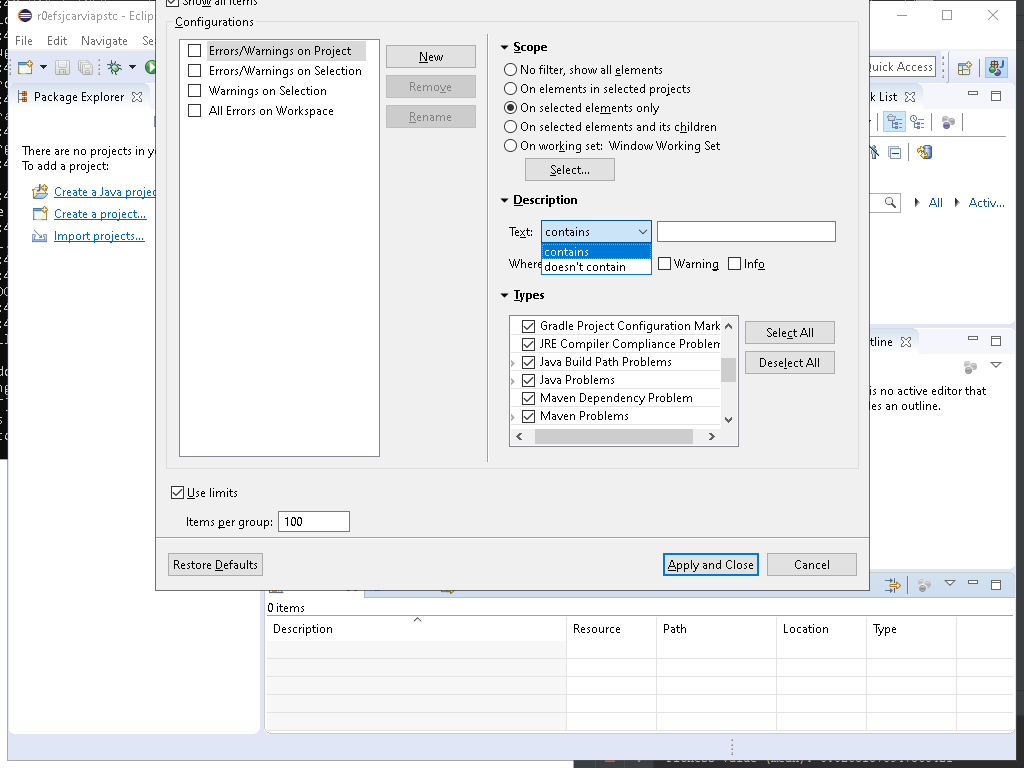 r0efsjcarviapstc - Eclip
Show all items
Configurations
File Edit Navigate Se
Errors/Warnings on Project
Errors/Warnings on Selection
Warnings on Selection
All Errors on Workspace
New
Remove
Rename
Scope
No filter, show all elements
On elements in selected projects
On selected elements only
On selected elements and its children
On working set: Window Working Set
Select...
Quick Access
Package Explorer
k List
There are no projects in y
To add a project:
Create a Java projec
Create a project...
Import projects...
All Activ...
Description
Text: contains
contains
doesn't contain
Where Warning Info
Types
Gradle Project Configuration Mark
JRE Compiler Compliance Problem
Java Build Path Problems
Java Problems
Maven Dependency Problem
Maven Problems
Select All
Deselect All
tline
is no active editor that
es an outline.
Use limits
Items per group: 100
Restore Defaults
Apply and Close
Cancel
0 items
Description Resource Path Location Type